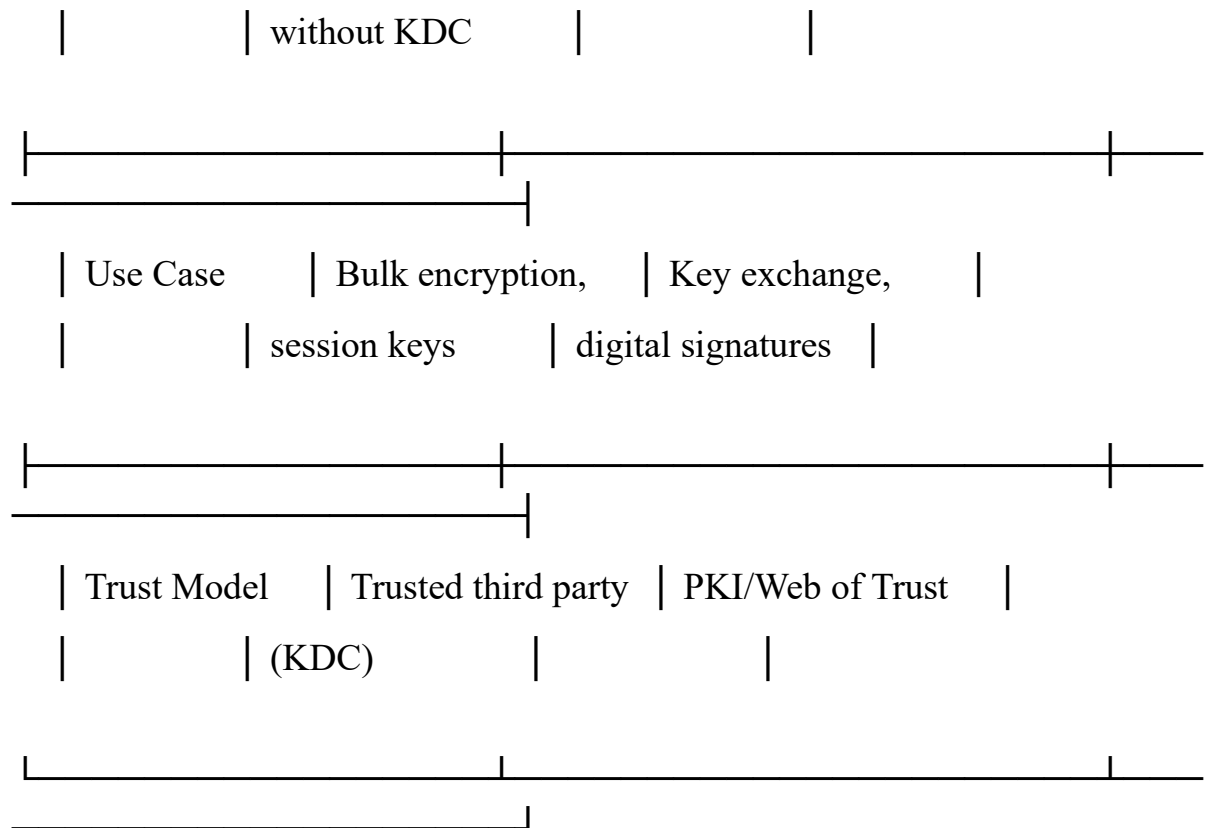 │ │ without KDC │ │
├──────────────┼──────────────────┼───
────────────────┤
│ Use Case │ Bulk encryption, │ Key exchange, │
│ │ session keys │ digital signatures │
├──────────────┼──────────────────┼───
────────────────┤
│ Trust Model │ Trusted third party │ PKI/Web of Trust │
│ │ (KDC) │ │
└──────────────┴──────────────────┴───
────────────────┘